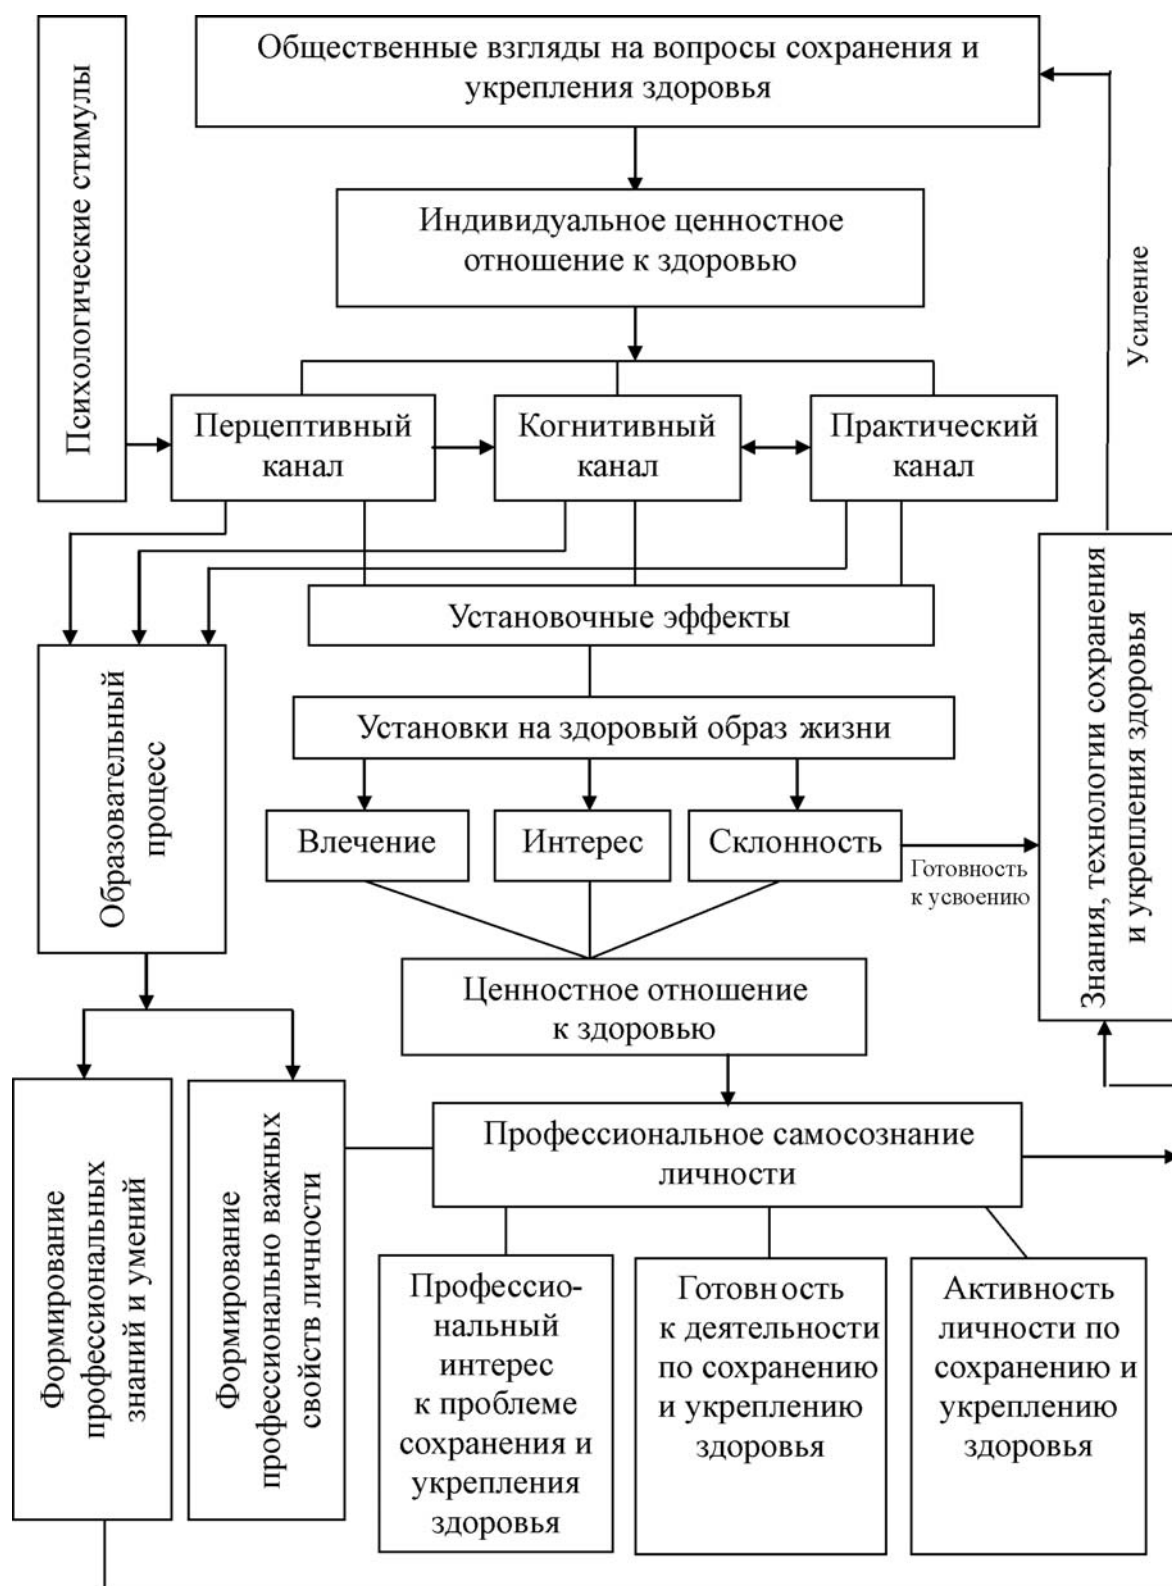 Психологические стимулы
Общественные взгляды на вопросы сохранения и
укрепления здоровья
Индивидуальное ценностное
отношение к здоровью
Усиление
Перцептивный
канал
Когнитивный
канал
Практический
канал
Установочные эффекты
Установки на здоровый образ жизни
Влечение
Интерес
Склонность
Готовность
к усвоению
Знания, технологии сохранения
и укрепления здоровья
Образовательный
процесс
Ценностное отношение
к здоровью
Профессиональное самосознание
личности
Формирование
профессиональных
знаний и умений
Формирование
профессионально важных
свойств личности
Профессио-
нальный
интерес
к проблеме
сохранения и
укрепления
здоровья
Готовность
к деятельности
по сохранению
и укреплению
здоровья
Активность
личности по
сохранению и
укреплению
здоровья